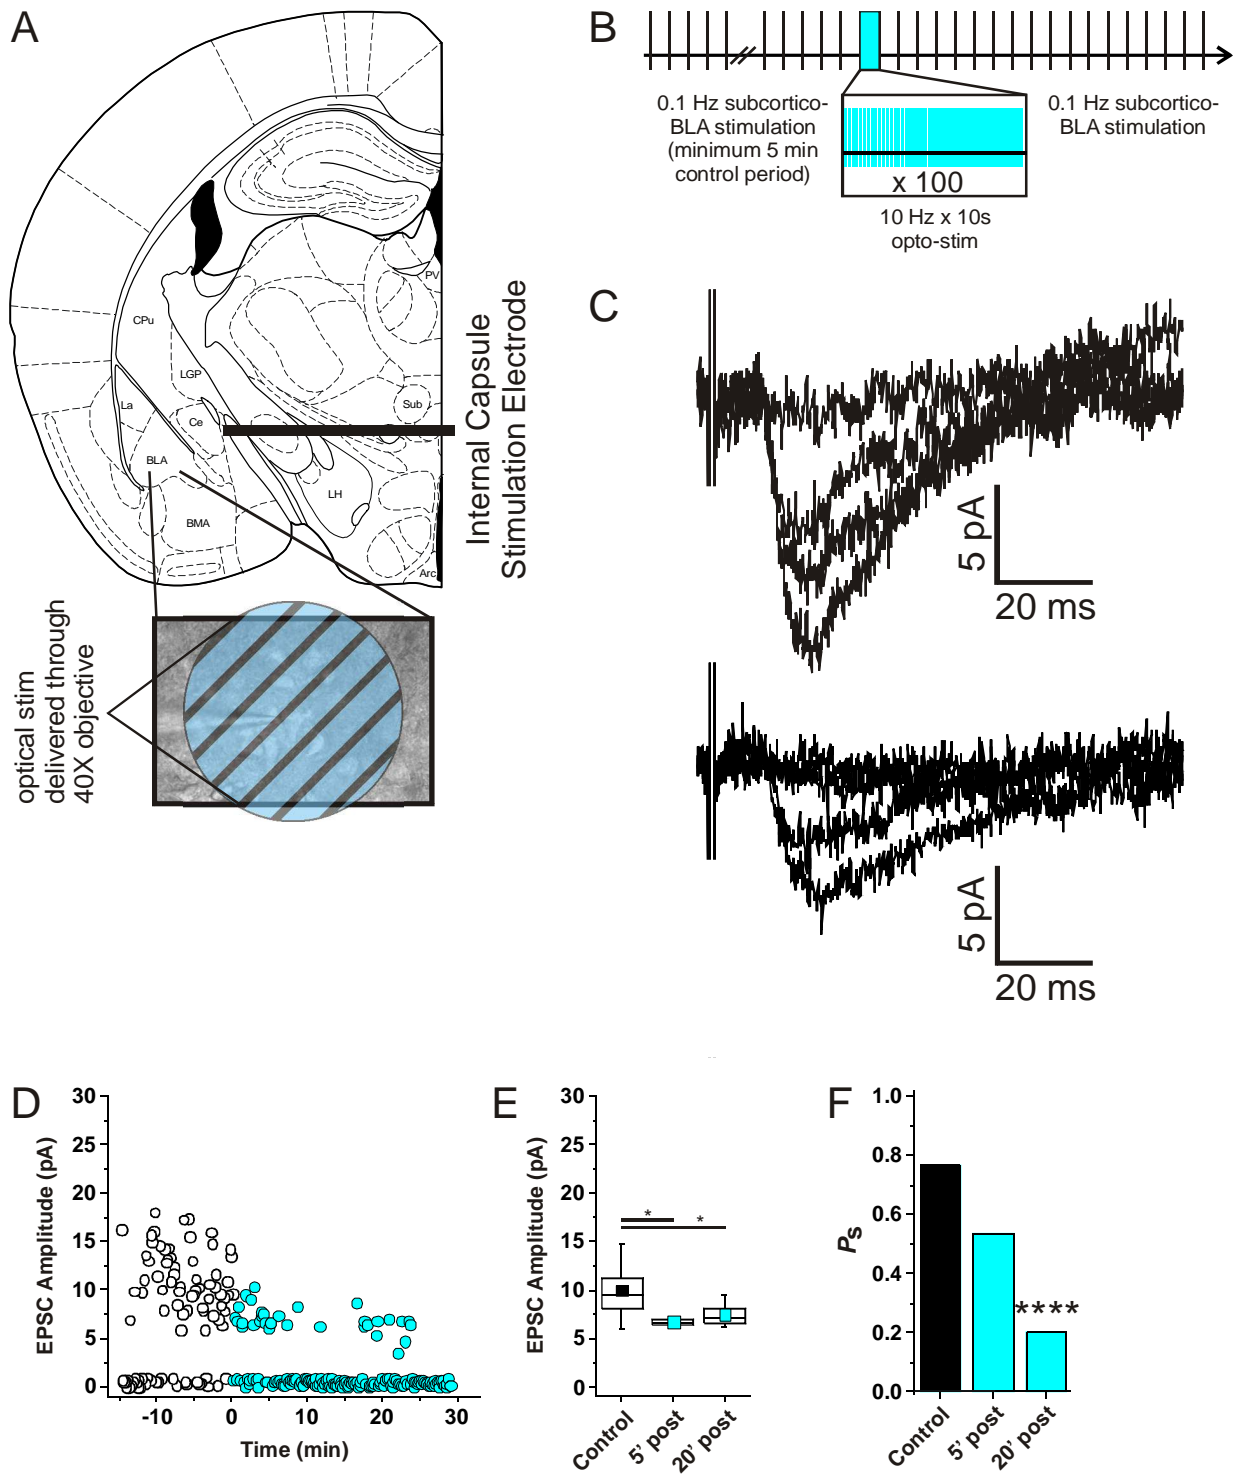 A
CPu
LGP
La
Ce
BLA
BMA
PV
Sub
LH
Arc
Internal Capsule
Stimulation Electrode
optical stim
delivered through
40X objective
B
0.1 Hz subcortico-
BLA stimulation
(minimum 5 min
control period)
x 100
10 Hz x 10s
opto-stim
0.1 Hz subcortico-
BLA stimulation
C
5 pA
20 ms
5 pA
20 ms
D
EPSC Amplitude (pA)
30
25
20
15
10
5
0
-10 0 10 20 30
Time (min)
E
EPSC Amplitude (pA)
30
25
20
15
10
5
0
*
*
Control 5' post 20' post
F
Ps
1.0
0.8
0.6
0.4
0.2
0.0
****
Control 5' post 20' post